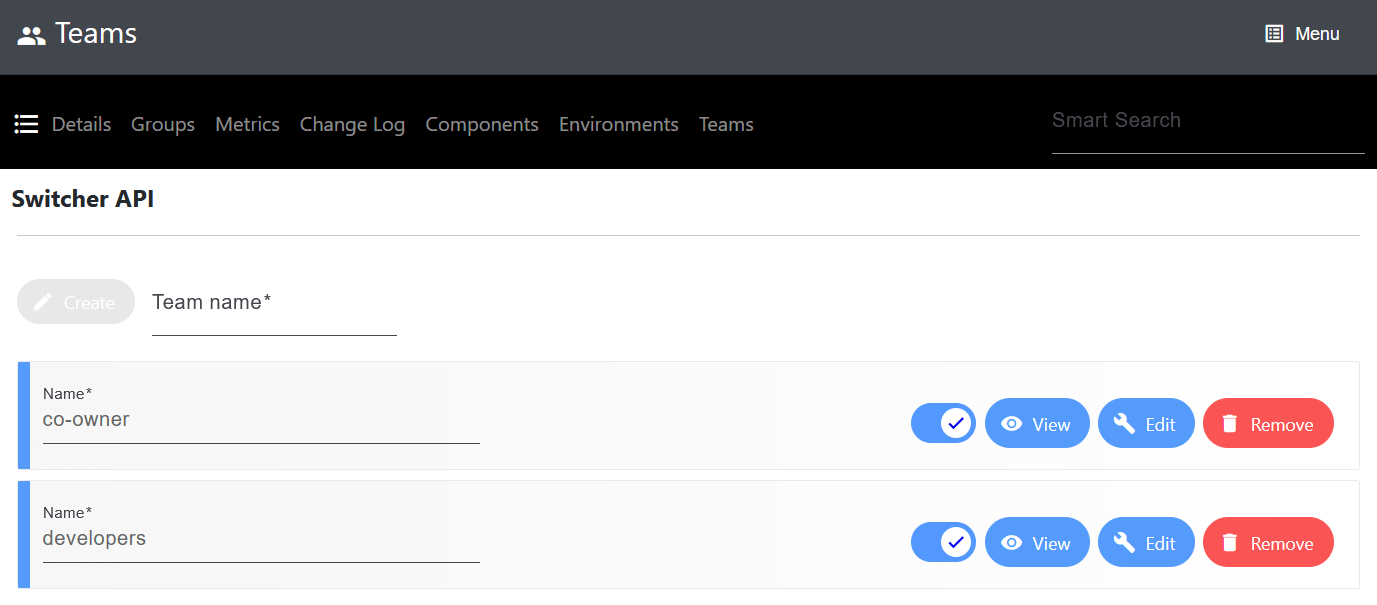 Teams
Menu
Details Groups Metrics Change Log Components Environments Teams
Smart Search
Switcher API
Create
Team name*
Name*
co-owner
View Edit Remove
Name*
developers
View Edit Remove